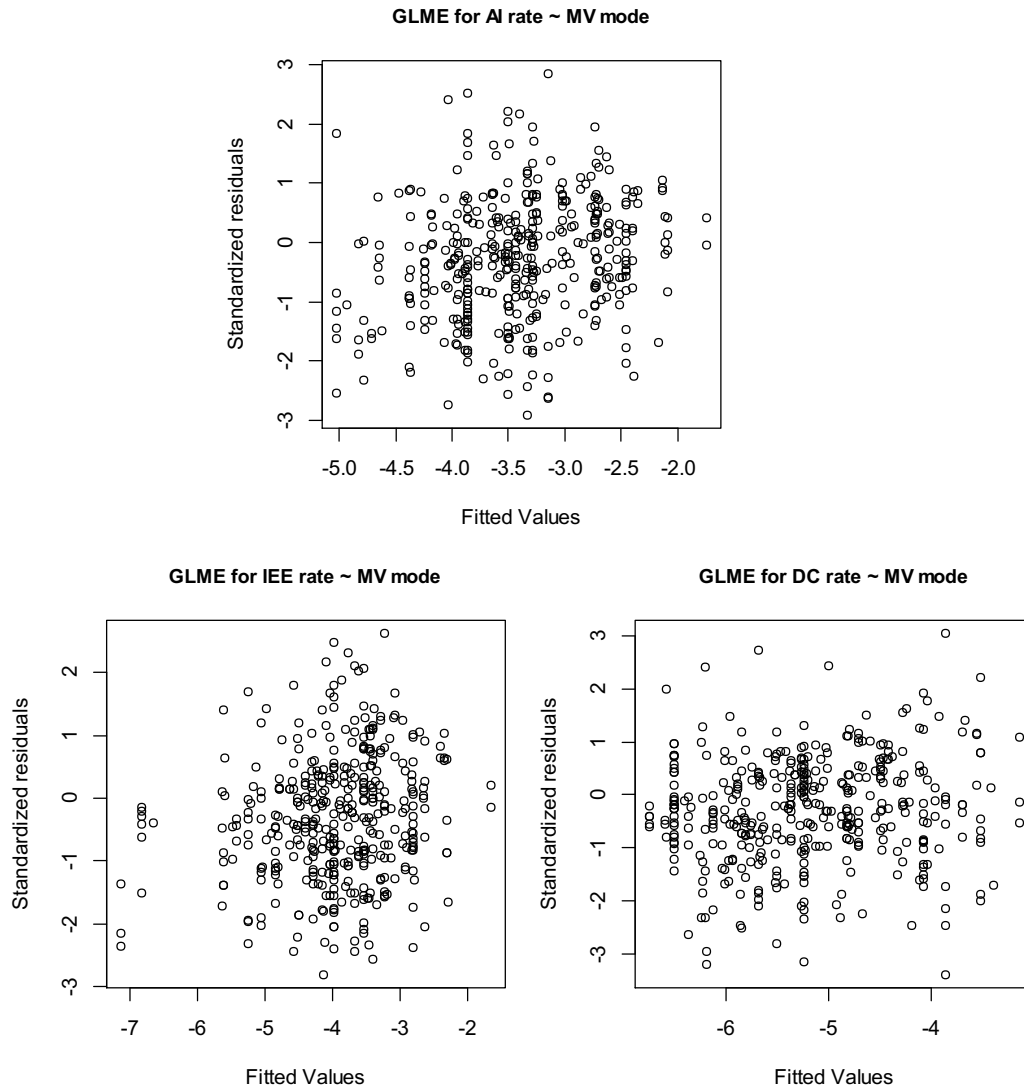 GLME for AI rate ~ MV mode
Standardized residuals
3
2
1
0
-1
-2
-3
-5.0 -4.5 -4.0 -3.5 -3.0 -2.5 -2.0
Fitted Values
GLME for IEE rate ~ MV mode
Standardized residuals
2
1
0
-1
-2
-3
-7 -6 -5 -4 -3 -2
Fitted Values
GLME for DC rate ~ MV mode
Standardized residuals
3
2
1
0
-1
-2
-3
-6 -5 -4
Fitted Values